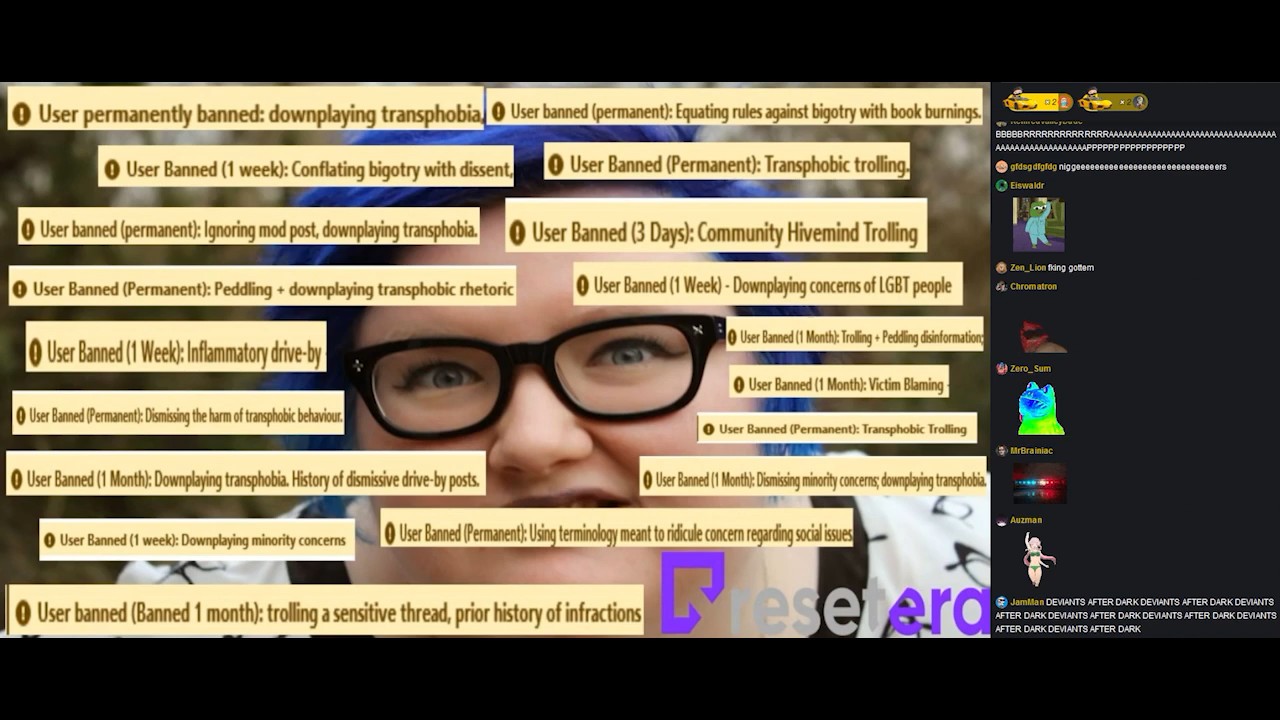 User permanently banned: downplaying transphobia,
User banned (permanent): Equating rules against bigotry with book burnings.
User Banned (1 week): Conflating bigotry with dissent,
User Banned (Permanent): Transphobic trolling.
User banned (permanent): Ignoring mod post, downplaying transphobia.
User Banned (3 Days): Community Hivemind Trolling
User Banned (Permanent): Peddling + downplaying transphobic rhetoric
User Banned (1 Week) - Downplaying concerns of LGBT people
User Banned (1 Week): Inflammatory drive-by
User Banned (1 Month): Trolling + Peddling disinformation;
User Banned (1 Month): Victim Blaming -
User Banned (Permanent): Dismissing the harm of transphobic behaviour.
User Banned (Permanent): Transphobic Trolling
User Banned (1 Month): Downplaying transphobia. History of dismissive drive-by posts.
User Banned (1 Month): Dismissing minority concerns; downplaying transphobia.
User Banned (1 week): Downplaying minority concerns
User Banned (Permanent): Using terminology meant to ridicule concern regarding social issues
User banned (Banned 1 month): trolling a sensitive thread, prior history of infractions
resetera
×2
BBBBBRRRRRRRRRRRRRRAAAAAAAAAAAAAAAAAAAAAAAAAAAAAAAAAA
AAAAAAAAAAAAAAAAAAPPPPPPPPPPPPPPPPPP
gfdsgdfgfdg niggeeeeeeeeeeeeeeeeeeeeeeeeeeeeeeeers
Eiswaldr
Zen_Lion fking gottem
Chromatron
Zero_Sum
MrBrainiac
Auzman
JamMan DEVIANTS AFTER DARK DEVIANTS AFTER DARK DEVIANTS
AFTER DARK DEVIANTS AFTER DARK DEVIANTS AFTER DARK DEVIANTS
AFTER DARK DEVIANTS AFTER DARK